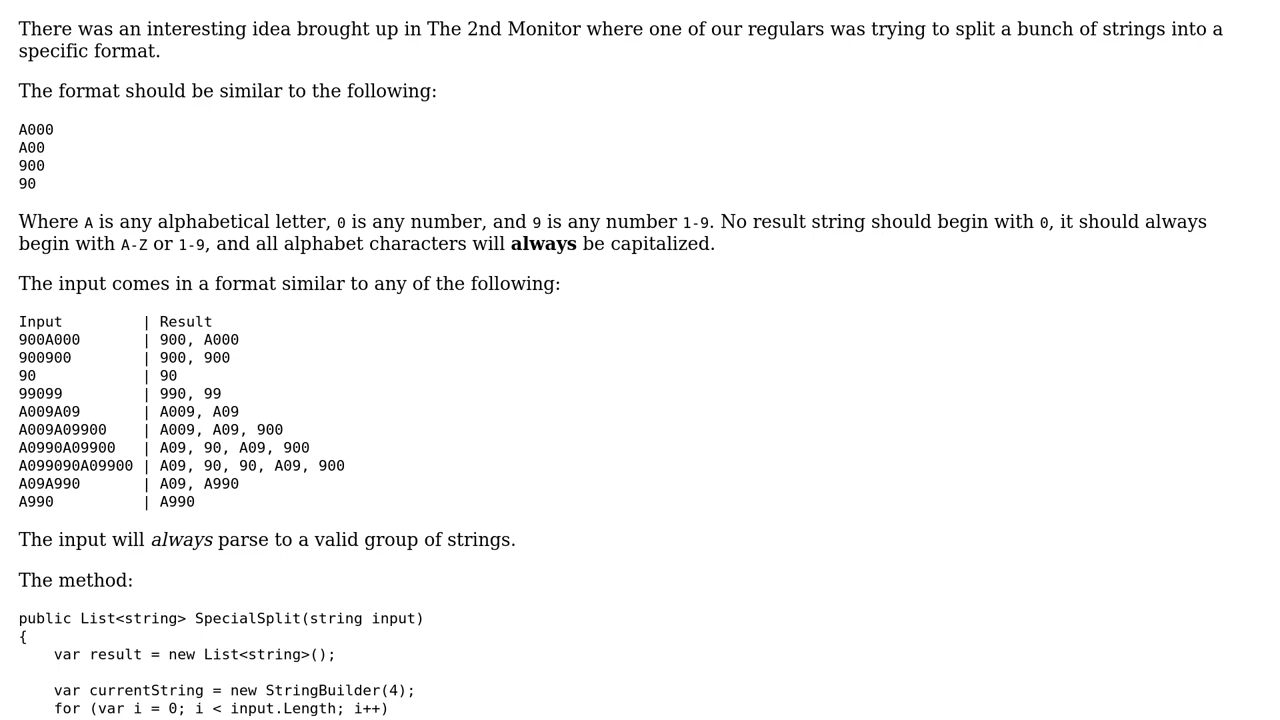 There was an interesting idea brought up in The 2nd Monitor where one of our regulars was trying to split a bunch of strings into a
specific format.
The format should be similar to the following:
A000
A00
900
90
Where A is any alphabetical letter, 0 is any number, and 9 is any number 1-9. No result string should begin with 0, it should always
begin with A-Z or 1-9, and all alphabet characters will always be capitalized.
The input comes in a format similar to any of the following:
Input         | Result
900A000       | 900, A000
900900        | 900, 900
90            | 90
99099         | 990, 99
A009A09       | A009, A09
A009A09900    | A009, A09, 900
A0990A09900   | A09, 90, A09, 900
A099090A09900 | A09, 90, 90, A09, 900
A09A990       | A09, A990
A990          | A990
The input will always parse to a valid group of strings.
The method:
public List<string> SpecialSplit(string input)
{
    var result = new List<string>();
    var currentString = new StringBuilder(4);
    for (var i = 0; i < input.Length; i++)